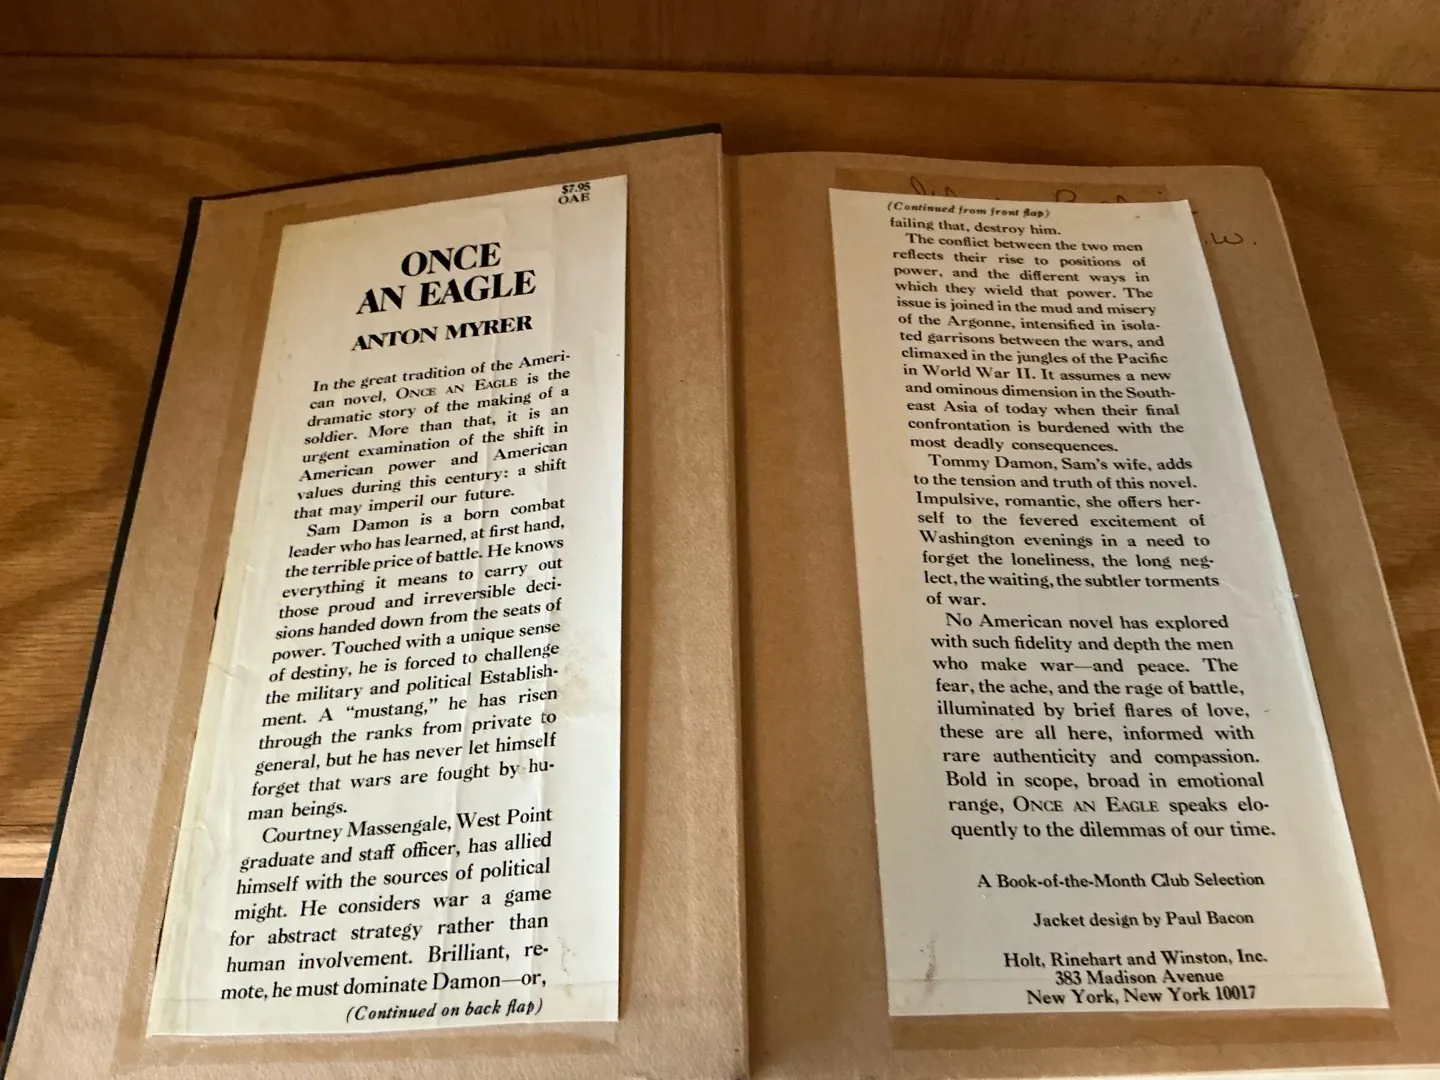 $7.95
OAE
ONCE
AN EAGLE
ANTON MYRER
In the great tradition of the Ameri-
can novel, ONCE AN EAGLE is the
dramatic story of the making of a
soldier. More than that, it is an
urgent examination of the shift in
American power and American
values during this century: a shift
that may imperil our future.
Sam Damon is a born combat
leader who has learned, at first hand,
the terrible price of battle. He knows
everything it means to carry out
those proud and irreversible deci-
sions handed down from the seats of
power. Touched with a unique sense
of destiny, he is forced to challenge
the military and political Establish-
ment. A “mustang,” he has risen
through the ranks from private to
general, but he has never let himself
forget that wars are fought by hu-
man beings.
Courtney Massengale, West Point
graduate and staff officer, has allied
himself with the sources of political
might. He considers war a game
for abstract strategy rather than
human involvement. Brilliant, re-
mote, he must dominate Damon—or,
(Continued on back flap)
(Continued from front flap)
failing that, destroy him.
The conflict between the two men
reflects their rise to positions of
power, and the different ways in
which they wield that power. The
issue is joined in the mud and misery
of the Argonne, intensified in isola-
ted garrisons between the wars, and
climaxed in the jungles of the Pacific
in World War II. It assumes a new
and ominous dimension in the South-
east Asia of today when their final
confrontation is burdened with the
most deadly consequences.
Tommy Damon, Sam's wife, adds
to the tension and truth of this novel.
Impulsive, romantic, she offers her-
self to the fevered excitement of
Washington evenings in a need to
forget the loneliness, the long neg-
lect, the waiting, the subtler torments
of war.
No American novel has explored
with such fidelity and depth the men
who make war—and peace. The
fear, the ache, and the rage of battle,
illuminated by brief flares of love,
these are all here, informed with
rare authenticity and compassion.
Bold in scope, broad in emotional
range, ONCE AN EAGLE speaks elo-
quently to the dilemmas of our time.
A Book-of-the-Month Club Selection
Jacket design by Paul Bacon
Holt, Rinehart and Winston, Inc.
383 Madison Avenue
New York, New York 10017